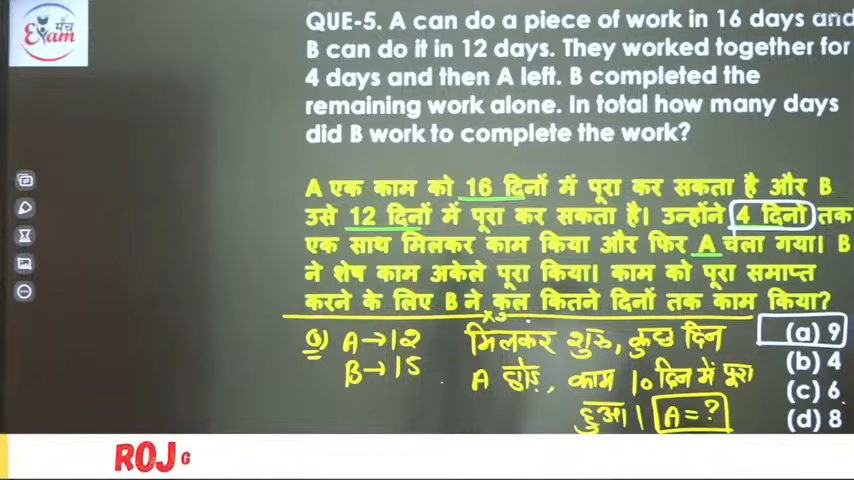 मंच
Exam
QUE-5. A can do a piece of work in 16 days and
B can do it in 12 days. They worked together for
4 days and then A left. B completed the
remaining work alone. In total how many days
did B work to complete the work?
A एक काम को 16 दिनों में पूरा कर सकता है और B
उसे 12 दिनों में पूरा कर सकता है। उन्होंने 4 दिनों तक
एक साथ मिलकर काम किया और फिर A चला गया। B
ने शेष काम अकेले पूरा किया। काम को पूरा समाप्त
करने के लिए B ने कुल कितने दिनों तक काम किया?
(a) 9
(b) 4
(c) 6
(d) 8
Q) A→12 मिलकर शुरु, कुछ दिन
B→15 A छोड़, काम 10 दिन में पूरा
हुआ। A=?
ROJG